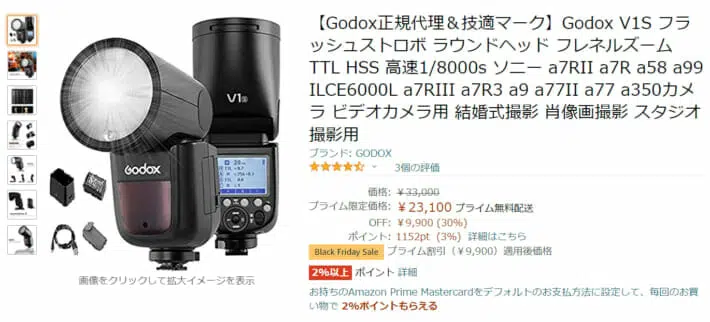 【Godox正規代理＆技適マーク】Godox V1S フラ
ッシュストロボ ラウンドヘッド フレネルズーム
TTL HSS 高速1/8000s ソニー a7RII a7R a58 a99
ILCE6000L a7RIII a7R3 a9 a77II a77 a350カメ
ラ ビデオカメラ用 結婚式撮影 肖像画撮影 スタジオ
撮影用
ブランド: GODOX
3個の評価
価格: ￥33,000
プライム限定価格: ￥23,100 プライム無料配送
OFF: ￥9,900 (30%)
ポイント: 1152pt (3%) 詳細はこちら
Black Friday Sale プライム割引（￥9,900）適用後価格
2%以上 ポイント 詳細
お持ちのAmazon Prime Mastercardをデフォルトのお支払方法に設定して、毎回のお買
い物で 2%ポイントもらえる
V1s
Godox
画像をクリックして拡大イメージを表示